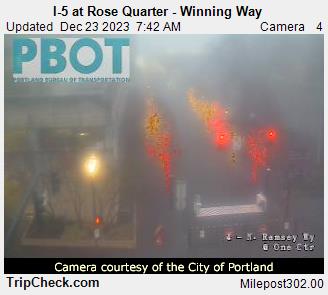 I-5 at Rose Quarter - Winning Way
Updated Dec 23 2023 7:42 AM Camera 4
PBOT
PORTLAND BUREAU OF TRANSPORTATION
& - N. Ramsey Wy
@ One Ctr
Camera courtesy of the City of Portland
TripCheck.com Milepost302.00